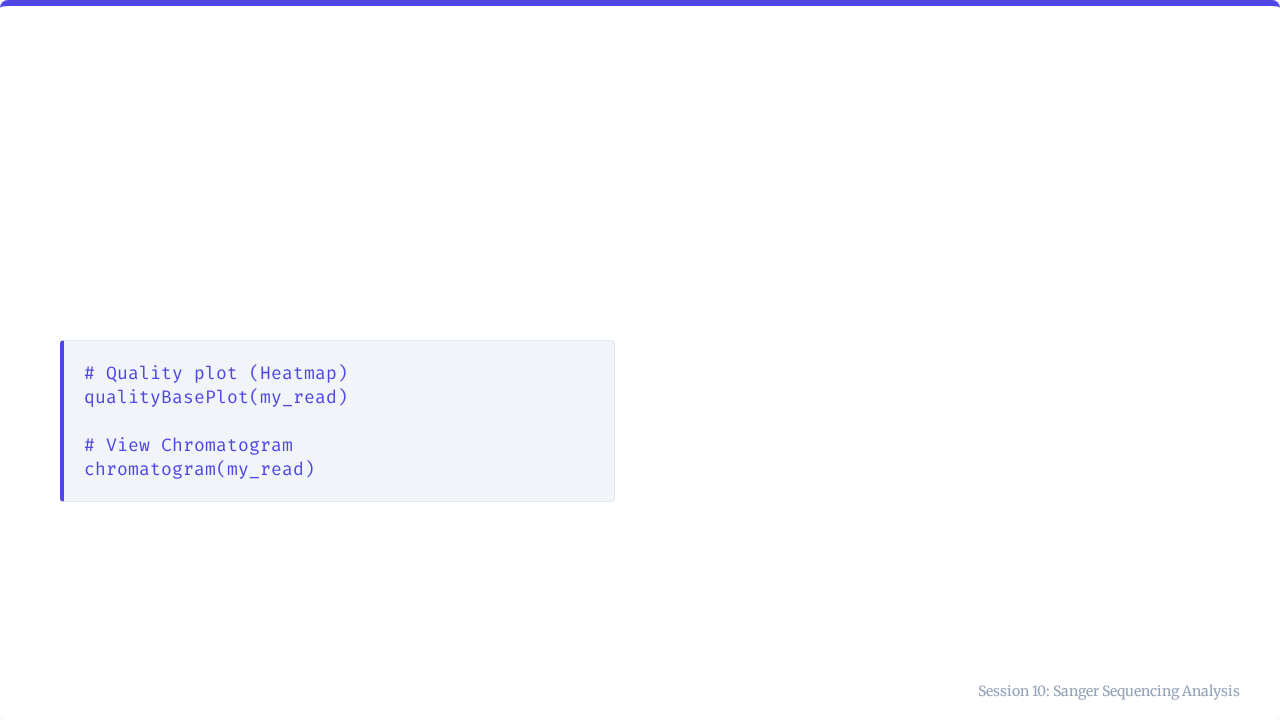 # Quality plot (Heatmap)
qualityBasePlot(my_read)
# View Chromatogram
chromatogram(my_read)
Session 10: Sanger Sequencing Analysis